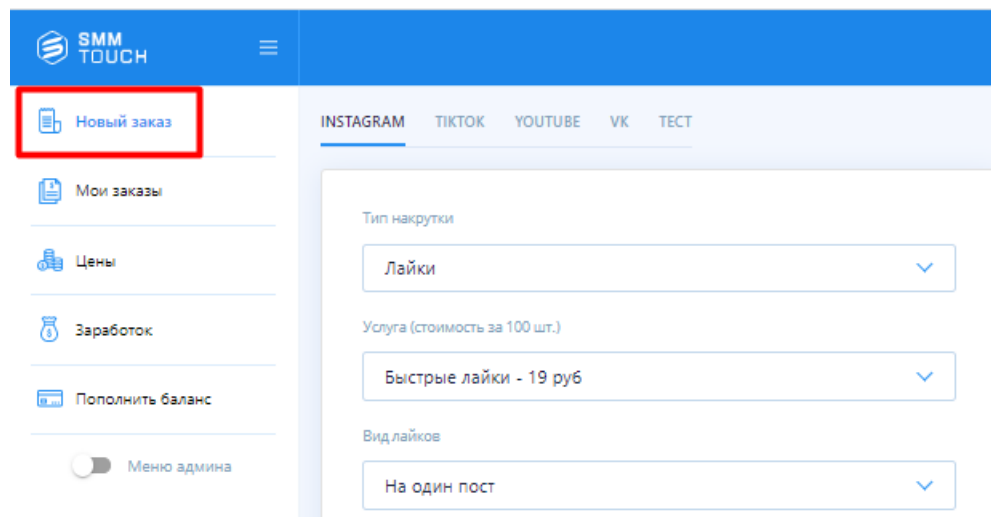 SMM
TOUCH
Новый заказ
Мои заказы
Цены
Заработок
Пополнить баланс
Меню админа
INSTAGRAM TIKTOK YOUTUBE VK ТЕСТ
Тип накрутки
Лайки
Услуга (стоимость за 100 шт.)
Быстрые лайки - 19 руб
Вид лайков
На один пост